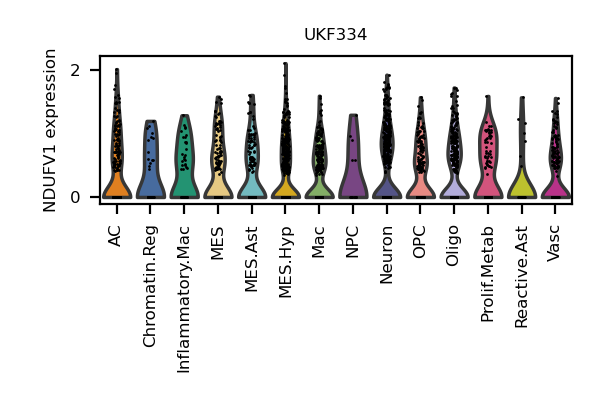 UKF334
NDUFV1 expression
2
0
AC
Chromatin.Reg
Inflammatory.Mac
MES
MES.Ast
MES.Hyp
Mac
NPC
Neuron
OPC
Oligo
Prolif.Metab
Reactive.Ast
Vasc